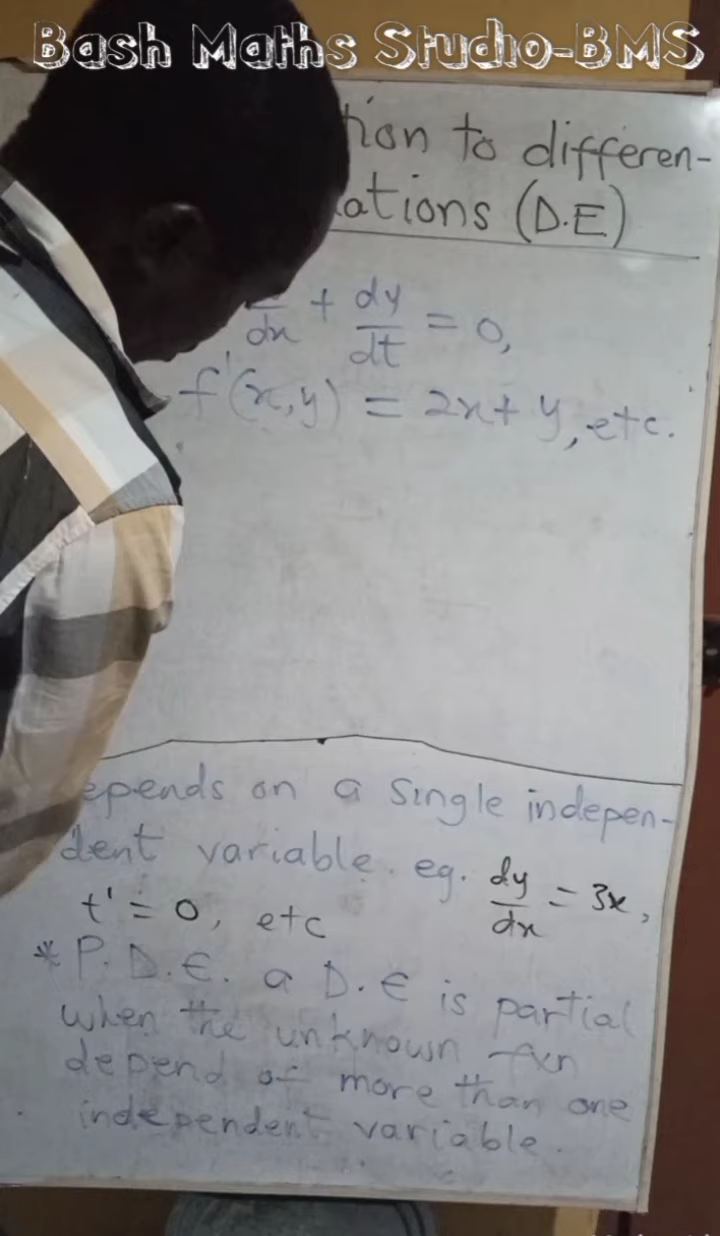 Bash Maths Studio-BMS
tion to differen-
ations (D.E)
dx + dy/dt = 0,
f'(x,y) = 2x + y, etc.
epends on a single indepen-
dent variable. eg. dy/dx = 3x,
t' = 0, etc
* P.D.E. a D.E is partial
when the unknown fxn
depend of more than one
independent variable.